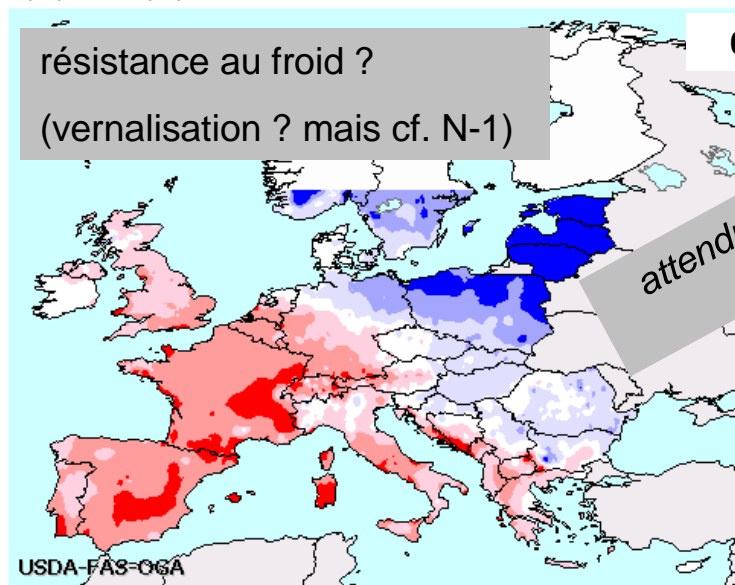 résistance au froid ?
(vernalisation ? mais cf. N-1)
USDA-FAS-OGA